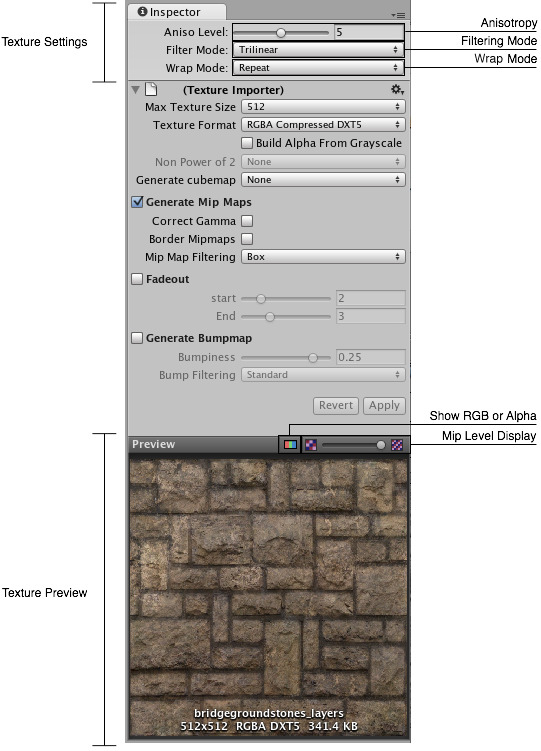 Inspector
Texture Settings
Aniso Level: 5
Anisotropy
Filter Mode: Trilinear
Filtering Mode
Wrap Mode: Repeat
Wrap Mode
(Texture Importer)
Max Texture Size 512
Texture Format RGBA Compressed DXT5
Build Alpha From Grayscale
Non Power of 2 None
Generate cubemap None
Generate Mip Maps
Correct Gamma
Border Mipmaps
Mip Map Filtering Box
Fadeout
start 2
End 3
Generate Bumpmap
Bumpiness 0.25
Bump Filtering Standard
Revert Apply
Show RGB or Alpha
Preview
Mip Level Display
Texture Preview
bridgegroundstones_layers
512x512 RGBA DXT5 341.4 KB